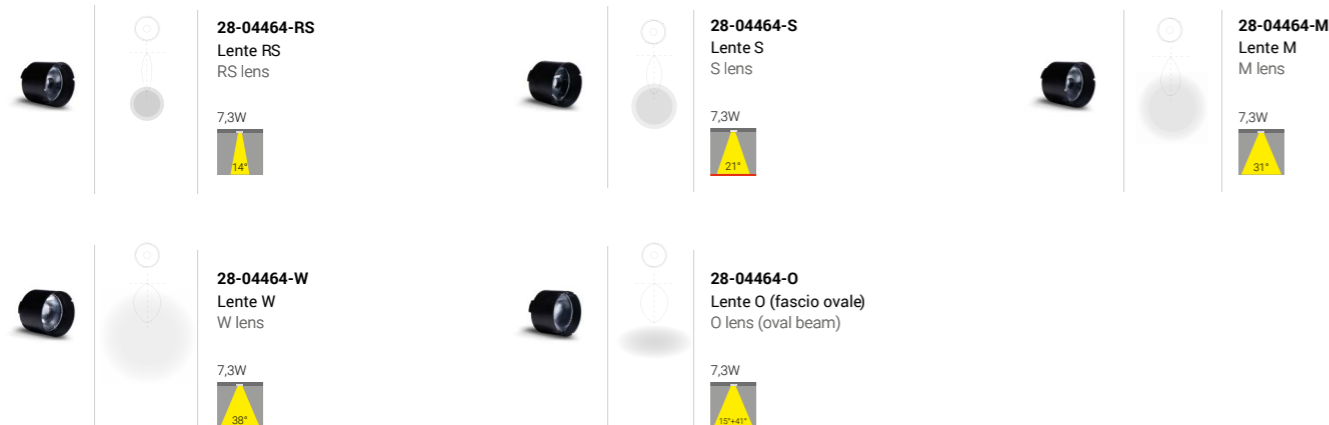 28-04464-RS
Lente RS
RS lens
7,3W
14°
28-04464-S
Lente S
S lens
7,3W
21°
28-04464-M
Lente M
M lens
7,3W
31°
28-04464-W
Lente W
W lens
7,3W
38°
28-04464-O
Lente O (fascio ovale)
O lens (oval beam)
7,3W
15°+41°